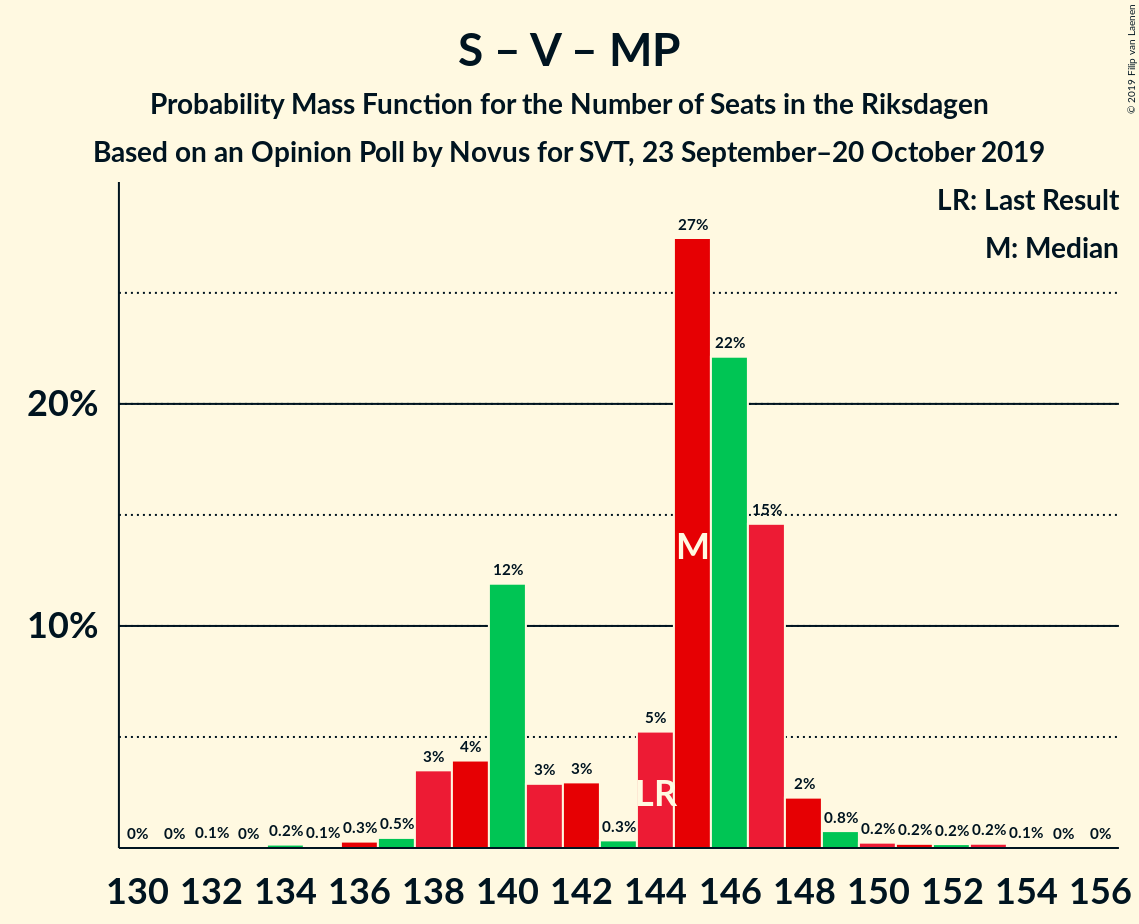 S – V – MP
Probability Mass Function for the Number of Seats in the Riksdagen
Based on an Opinion Poll by Novus for SVT, 23 September–20 October 2019
© 2019 Filip van Laenen
LR: Last Result
M: Median
20%
10%
0% 0% 0.1% 0% 0.2% 0.1% 0.3% 0.5% 3% 4% 12% 3% 3% 0.3% 5% 27% 22% 15% 2% 0.8% 0.2% 0.2% 0.2% 0.2% 0.1% 0% 0%
LR M
130 132 134 136 138 140 142 144 146 148 150 152 154 156